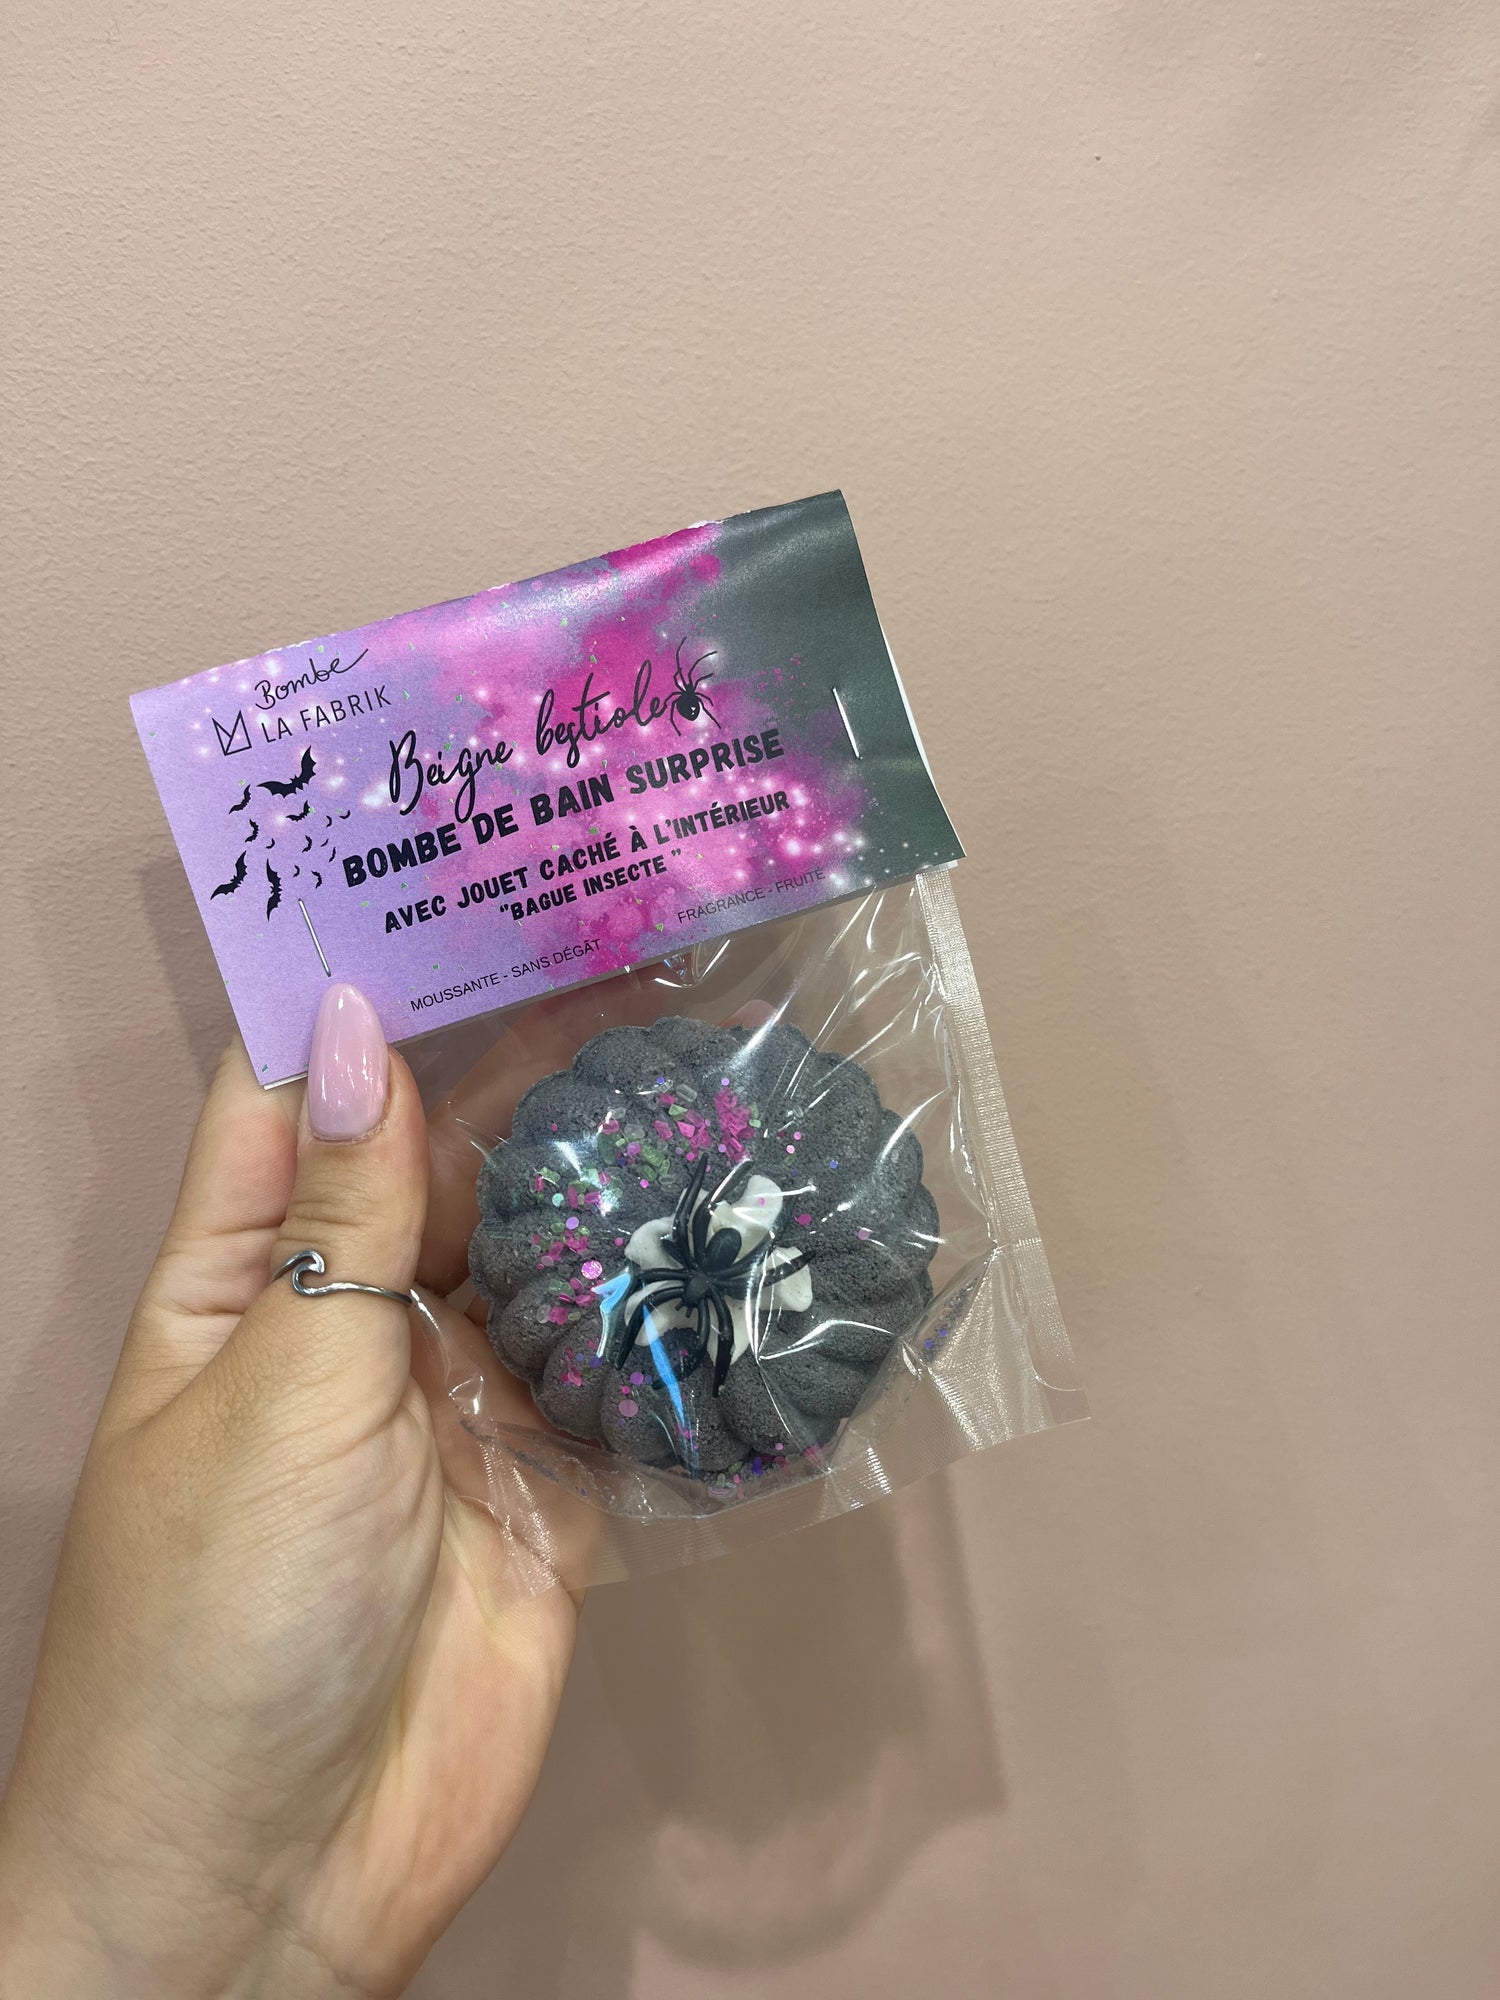 Bombe
LA FABRIK
Beigne bestiole
BOMBE DE BAIN SURPRISE
AVEC JOUET CACHÉ À L'INTÉRIEUR
"BAGUE INSECTE"
MOUSSANTE - SANS DÉGÂT
FRAGRANCE - FRUITÉ